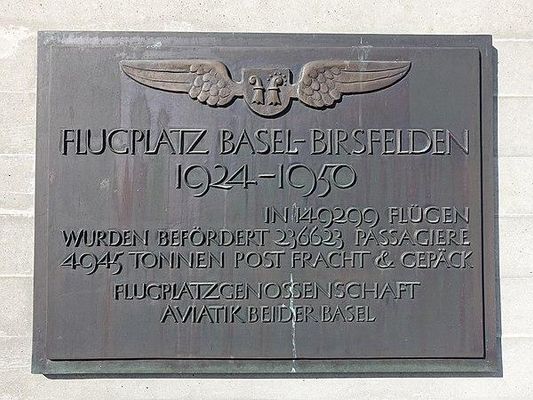 FLUGPLATZ BASEL-BIRSFELDEN
1924-1950
IN 149299 FLÜGEN
WURDEN BEFÖRDERT 236623 PASSAGIERE
4945 TONNEN POST FRACHT & GEPÄCK
FLUGPLATZGENOSSENSCHAFT
AVIATIK BEIDER BASEL